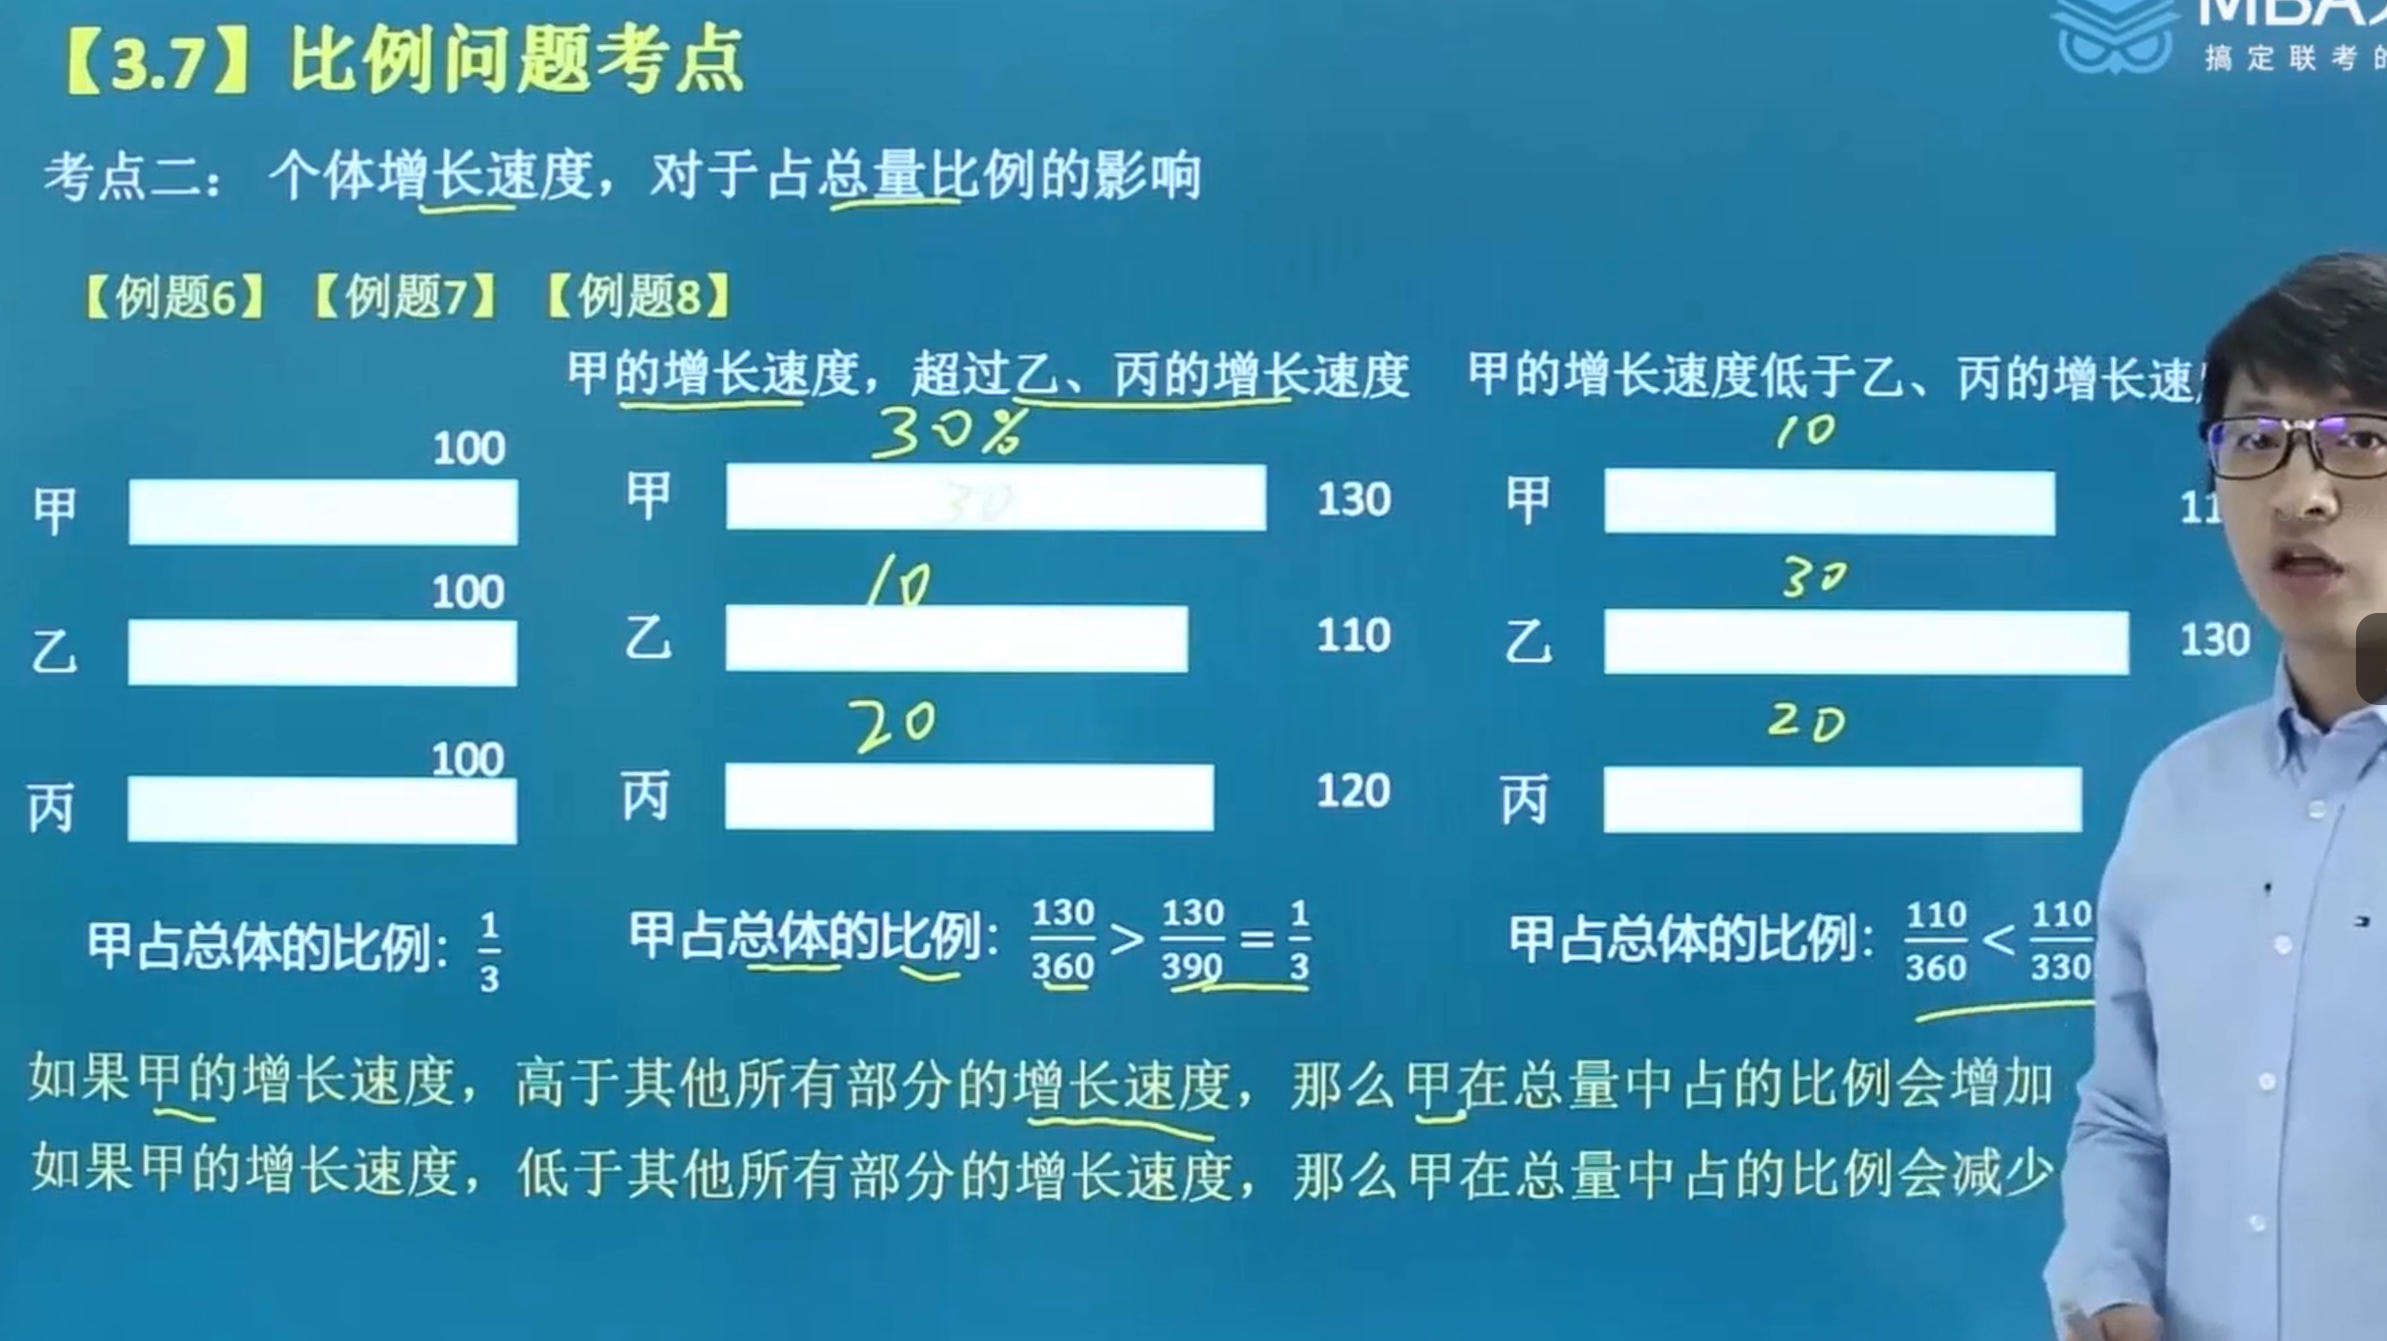 【3.7】比例问题考点
MBA
搞定联考的
考点二： 个体增长速度，对于占总量比例的影响
【例题6】【例题7】【例题8】
甲的增长速度，超过乙、丙的增长速度
甲的增长速度低于乙、丙的增长速
100
甲
100
乙
100
丙
30%
甲 30 130
10
乙 110
20
丙 120
10
甲 11
30
乙 130
20
丙
甲占总体的比例： 1/3
甲占总体的比例： 130/360 > 130/390 = 1/3
甲占总体的比例： 110/360 < 110/330
如果甲的增长速度，高于其他所有部分的增长速度，那么甲在总量中占的比例会增加
如果甲的增长速度，低于其他所有部分的增长速度，那么甲在总量中占的比例会减少